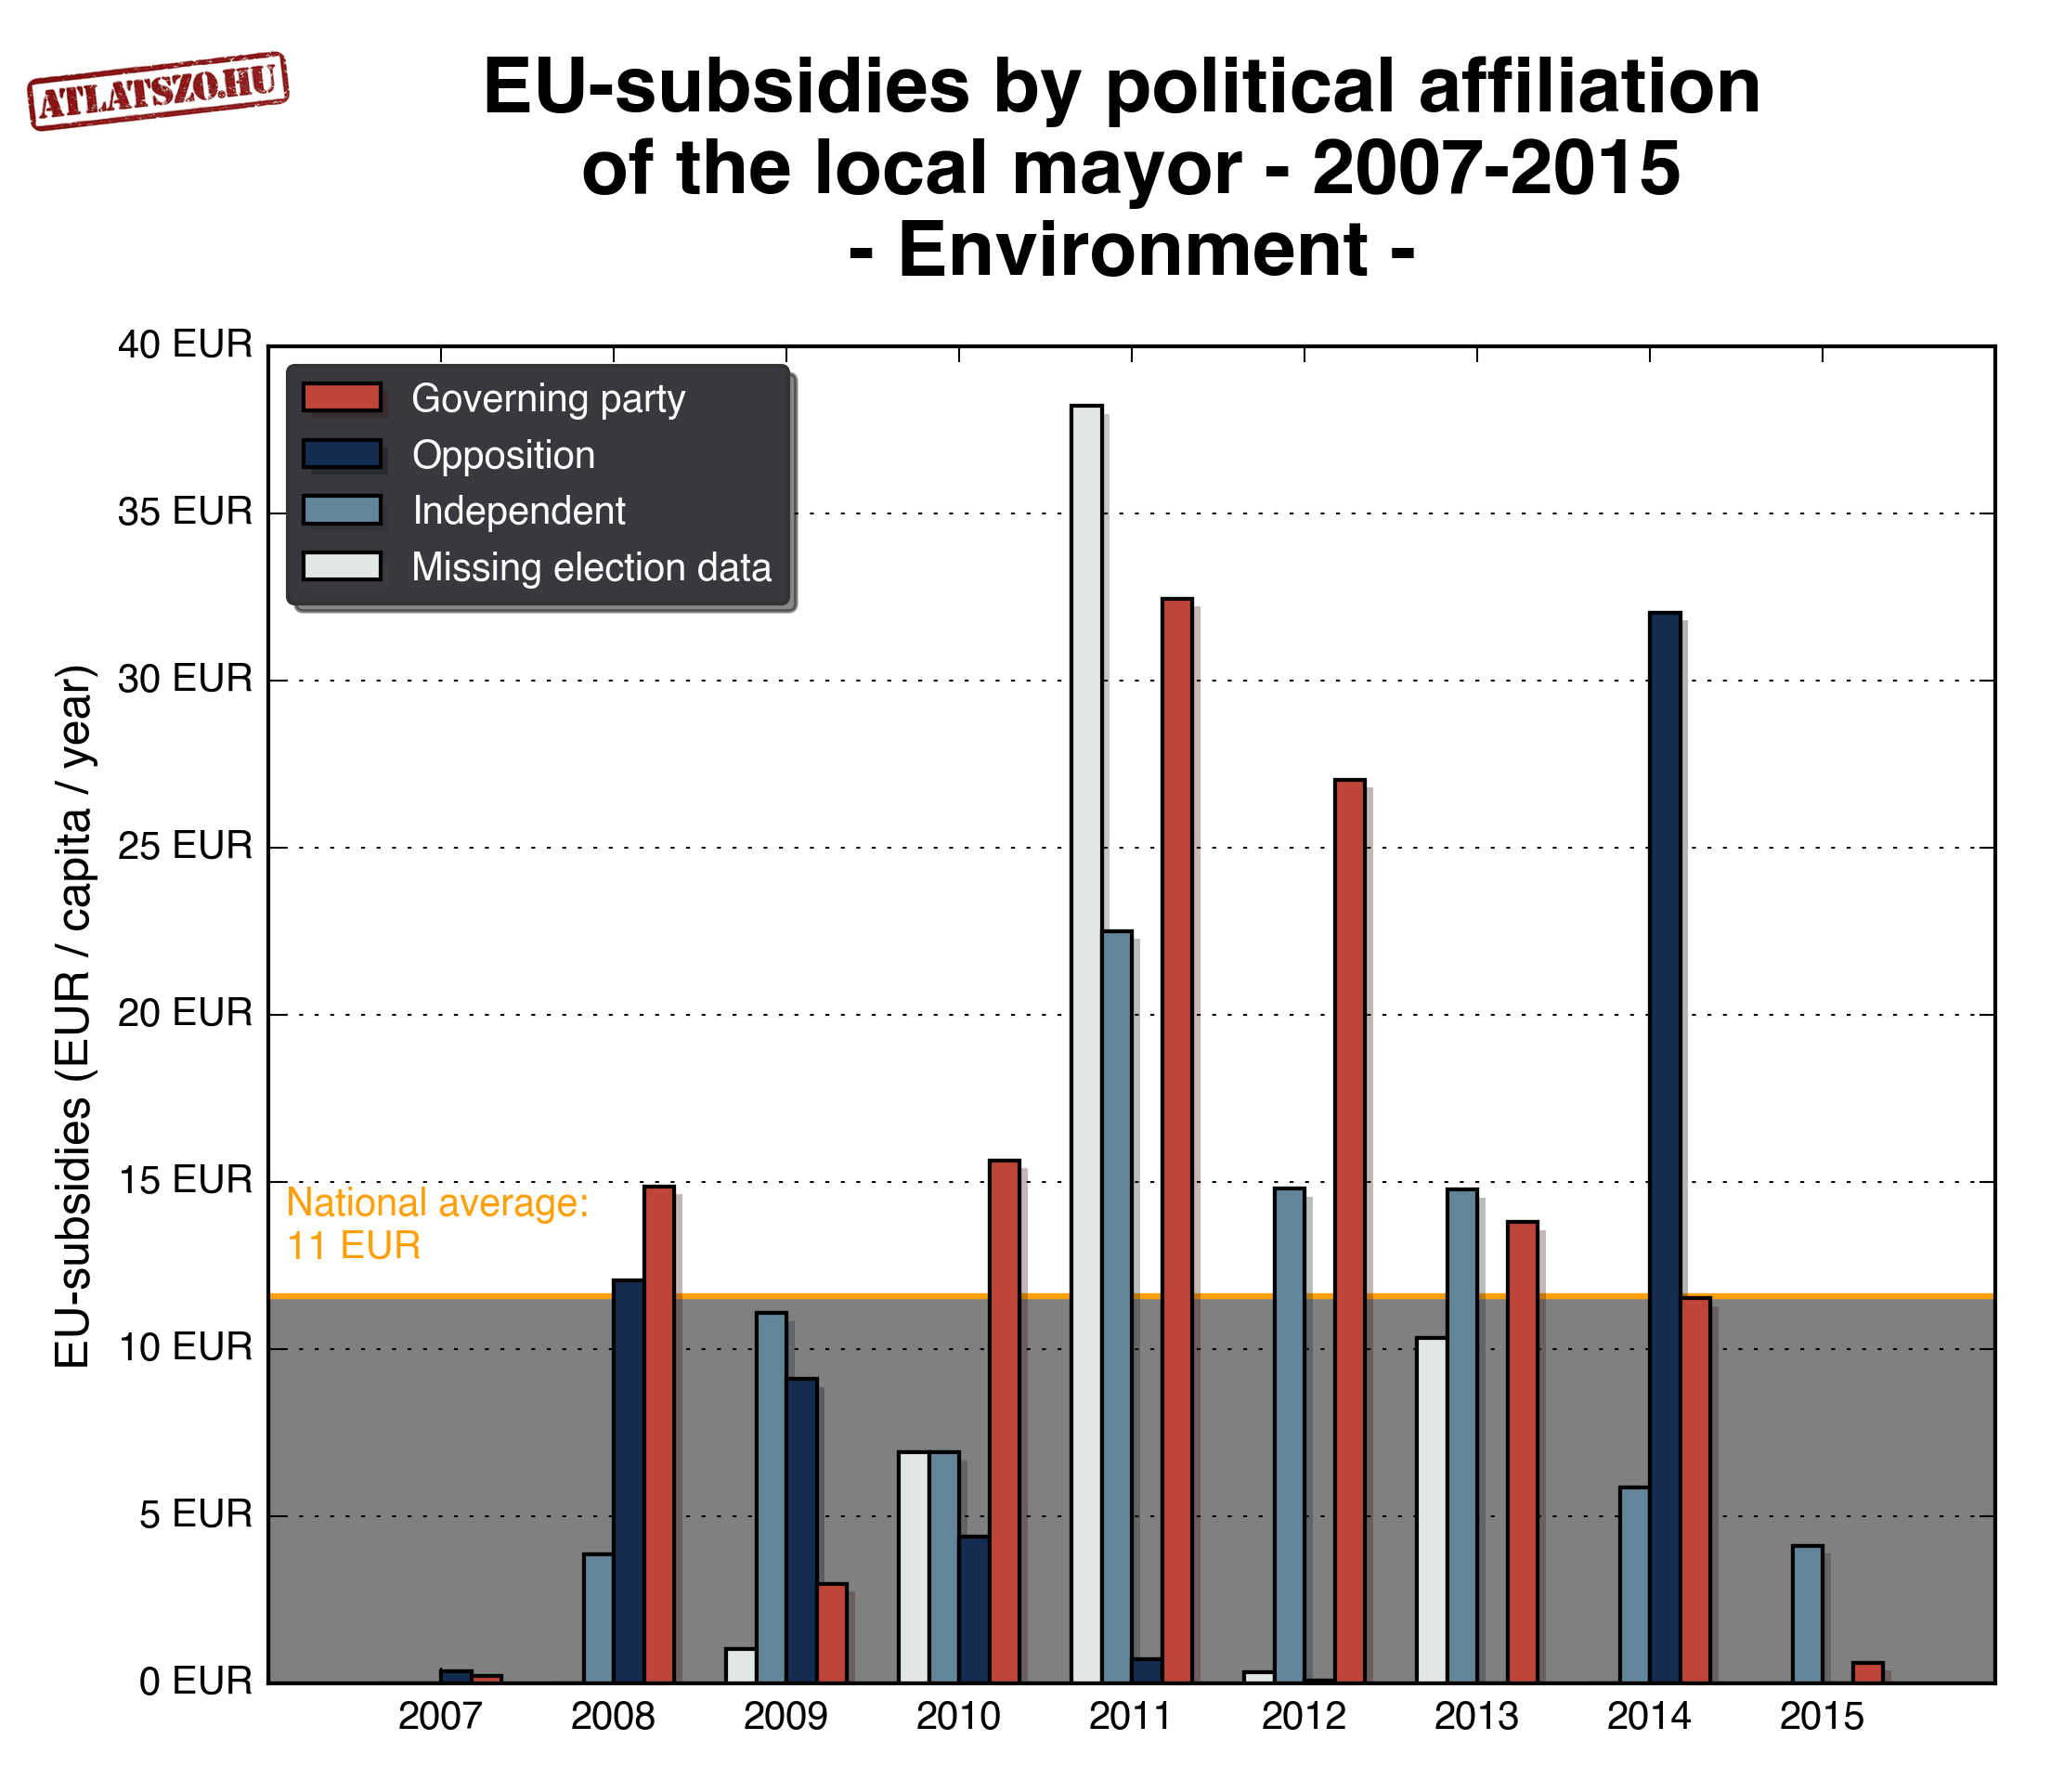 ATLATSZO.HU
EU-subsidies by political affiliation
of the local mayor - 2007-2015
- Environment -
40 EUR
35 EUR
30 EUR
25 EUR
20 EUR
15 EUR
10 EUR
5 EUR
0 EUR
EU-subsidies (EUR / capita / year)
Governing party
Opposition
Independent
Missing election data
National average:
11 EUR
2007
2008
2009
2010
2011
2012
2013
2014
2015